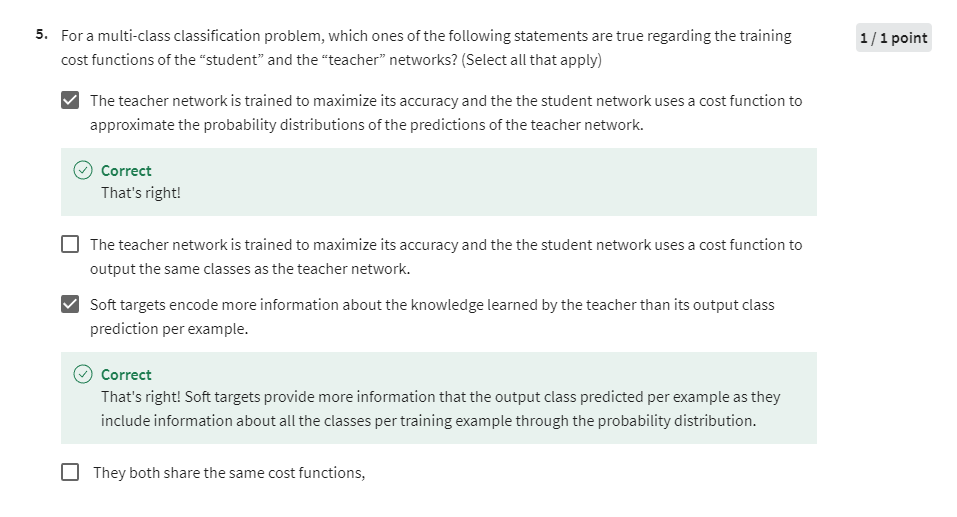 5. For a multi-class classification problem, which ones of the following statements are true regarding the training
1 / 1 point
cost functions of the “student” and the “teacher” networks? (Select all that apply)
The teacher network is trained to maximize its accuracy and the the student network uses a cost function to
approximate the probability distributions of the predictions of the teacher network.
Correct
That's right!
The teacher network is trained to maximize its accuracy and the the student network uses a cost function to
output the same classes as the teacher network.
Soft targets encode more information about the knowledge learned by the teacher than its output class
prediction per example.
Correct
That's right! Soft targets provide more information that the output class predicted per example as they
include information about all the classes per training example through the probability distribution.
They both share the same cost functions,